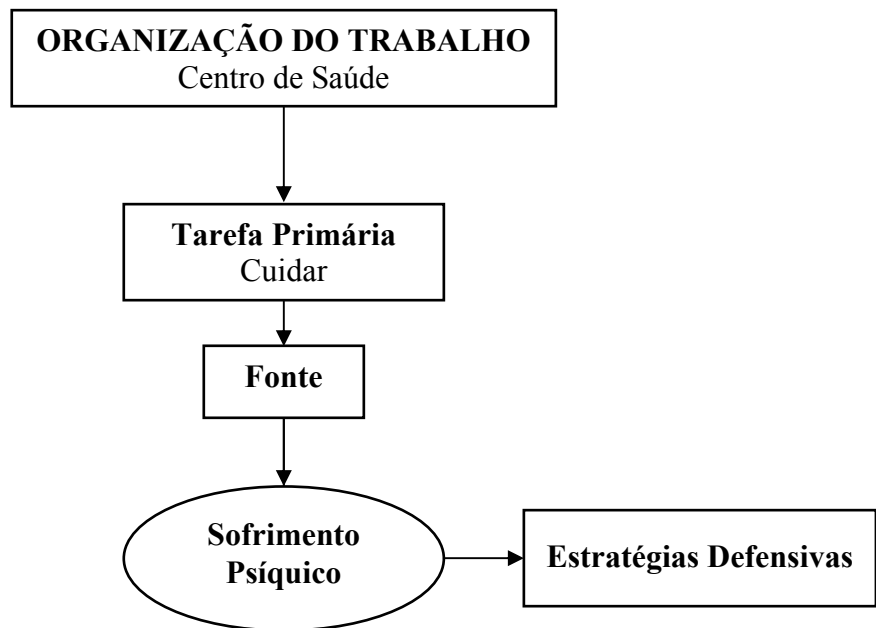 ORGANIZAÇÃO DO TRABALHO
Centro de Saúde
Tarefa Primária
Cuidar
Fonte
Sofrimento
Psíquico
Estratégias Defensivas